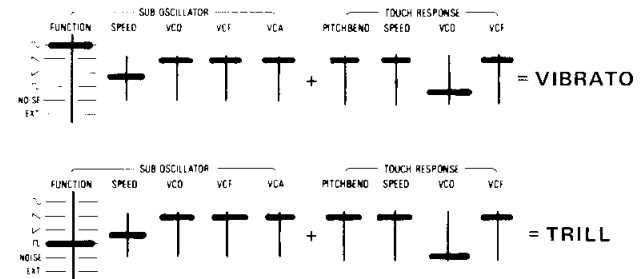 SUB OSCILLATOR TOUCH RESPONSE
FUNCTION SPEED VCO VCF VCA PITCHBEND SPEED VCO VCF
+ = VIBRATO
NOISE
EXT
SUB OSCILLATOR TOUCH RESPONSE
FUNCTION SPEED VCO VCF VCA PITCHBEND SPEED VCO VCF
+ = TRILL
NOISE
EXT